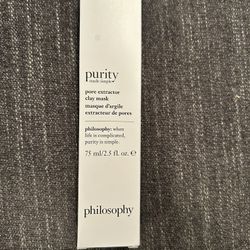 purity
made simple
pore extractor
clay mask
masque d'argile
extracteur de pores
philosophy: when
life is complicated,
purity is simple.
75 ml/2.5 fl. oz. ℮
philosophy